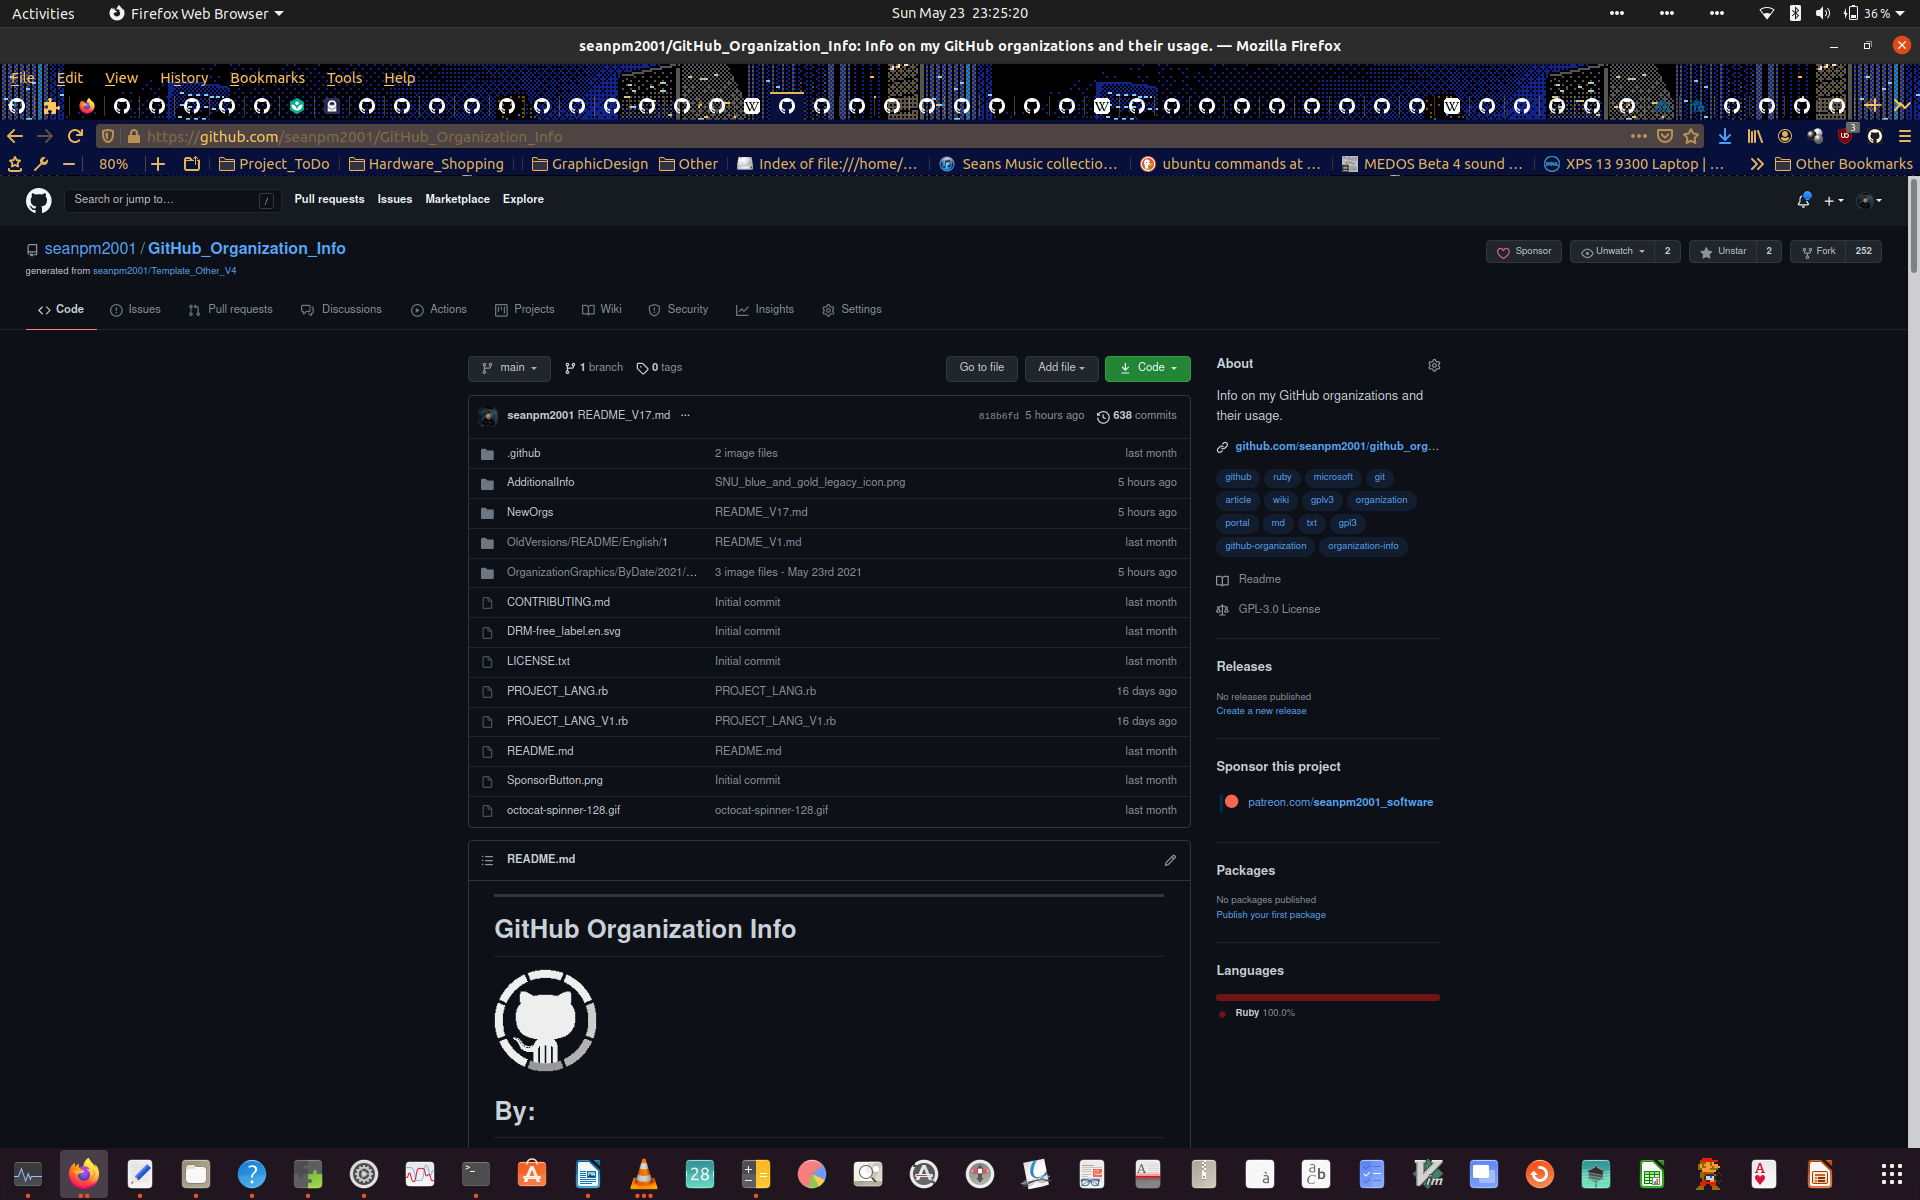 Activities Firefox Web Browser Sun May 23 23:25:20 36 %
seanpm2001/GitHub_Organization_Info: Info on my GitHub organizations and their usage. — Mozilla Firefox
File Edit View History Bookmarks Tools Help
https://github.com/seanpm2001/GitHub_Organization_Info 3
80% Project_ToDo Hardware_Shopping GraphicDesign Other Index of file:///home/... Seans Music collectio... ubuntu commands at ... MEDOS Beta 4 sound ... XPS 13 9300 Laptop | ... Other Bookmarks
Search or jump to... / Pull requests Issues Marketplace Explore
seanpm2001 / GitHub_Organization_Info Sponsor Unwatch 2 Unstar 2 Fork 252
generated from seanpm2001/Template_Other_V4
Code Issues Pull requests Discussions Actions Projects Wiki Security Insights Settings
main 1 branch 0 tags Go to file Add file Code
seanpm2001 README_V17.md ... 818b6fd 5 hours ago 638 commits
.github 2 image files last month
AdditionalInfo SNU_blue_and_gold_legacy_icon.png 5 hours ago
NewOrgs README_V17.md 5 hours ago
OldVersions/README/English/1 README_V1.md last month
OrganizationGraphics/ByDate/2021/... 3 image files - May 23rd 2021 5 hours ago
CONTRIBUTING.md Initial commit last month
DRM-free_label.en.svg Initial commit last month
LICENSE.txt Initial commit last month
PROJECT_LANG.rb PROJECT_LANG.rb 16 days ago
PROJECT_LANG_V1.rb PROJECT_LANG_V1.rb 16 days ago
README.md README.md last month
SponsorButton.png Initial commit last month
octocat-spinner-128.gif octocat-spinner-128.gif last month
README.md
GitHub Organization Info
By:
About
Info on my GitHub organizations and
their usage.
github.com/seanpm2001/github_org...
github ruby microsoft git
article wiki gplv3 organization
portal md txt gpl3
github-organization organization-info
Readme
GPL-3.0 License
Releases
No releases published
Create a new release
Sponsor this project
patreon.com/seanpm2001_software
Packages
No packages published
Publish your first package
Languages
Ruby 100.0%
28